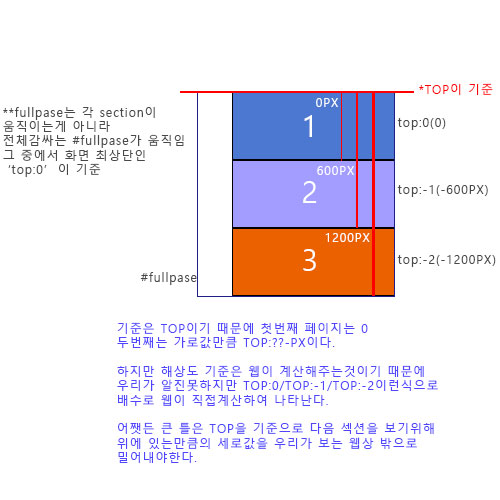 *TOP이 기준
**fullpase는 각 section이
움직이는게 아니라
전체감싸는 #fullpase가 움직임
그 중에서 화면 최상단인
‘top:0’ 이 기준
0PX
1
top:0(0)
600PX
2
top:-1(-600PX)
1200PX
3
top:-2(-1200PX)
#fullpase
기준은 TOP이기 때문에 첫번째 페이지는 0
두번째는 가로값만큼 TOP:??-PX이다.
하지만 해상도 기준은 웹이 계산해주는것이기 때문에
우리가 알진못하지만 TOP:0/TOP:-1/TOP:-2이런식으로
배수로 웹이 직접계산하여 나타난다.
어쨋든 큰 틀은 TOP을 기준으로 다음 섹션을 보기위해
위에 있는만큼의 세로값을 우리가 보는 웹상 밖으로
밀어내야한다.